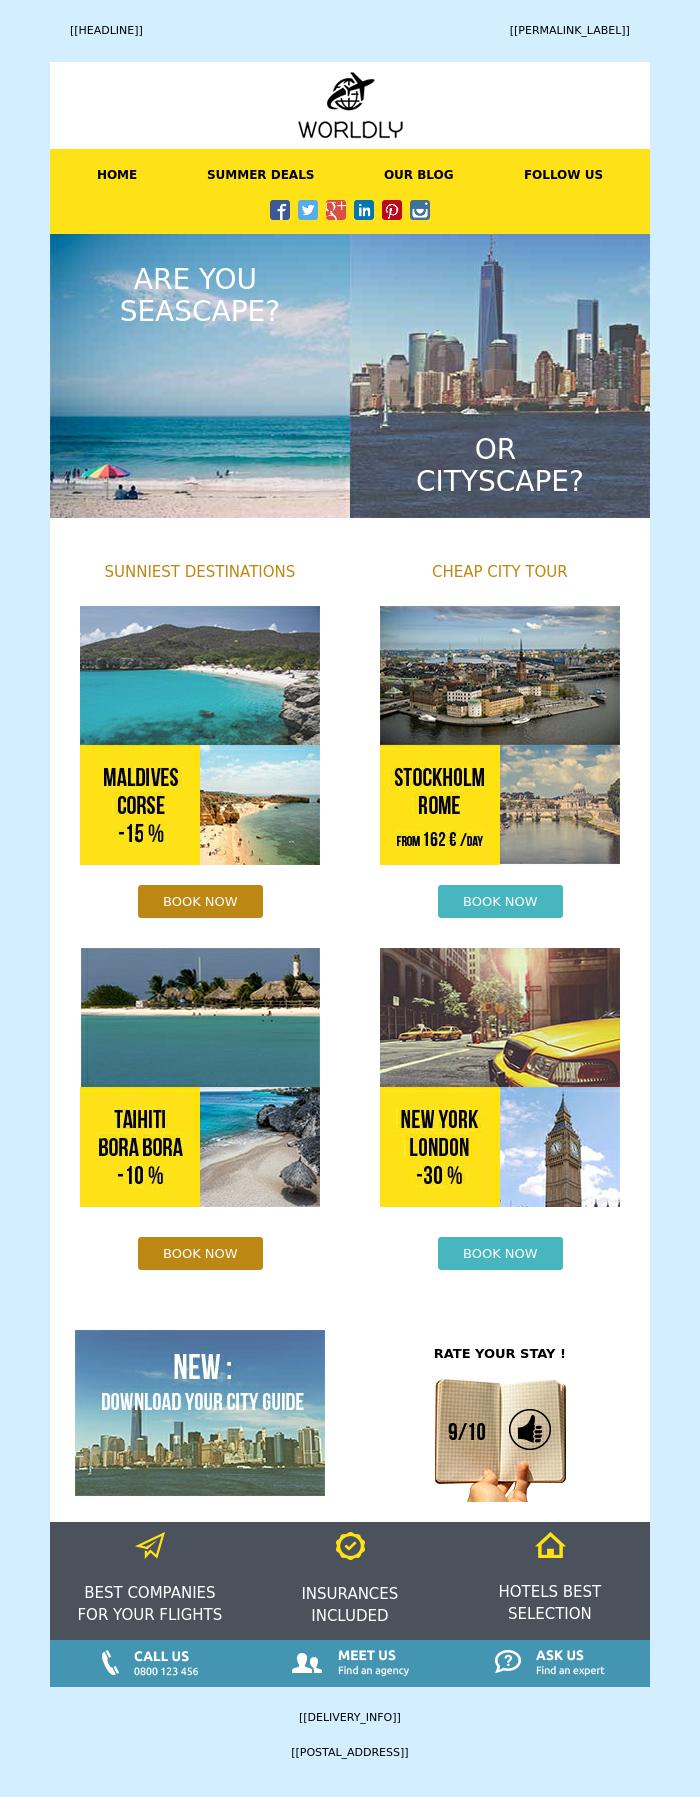 [[HEADLINE]]
[[PERMALINK_LABEL]]
WORLDLY
HOME
SUMMER DEALS
OUR BLOG
FOLLOW US
ARE YOU
SEASCAPE?
OR
CITYSCAPE?
SUNNIEST DESTINATIONS
CHEAP CITY TOUR
MALDIVES
CORSE
-15 %
STOCKHOLM
ROME
FROM 162 € /DAY
BOOK NOW
BOOK NOW
TAIHITI
BORA BORA
-10 %
NEW YORK
LONDON
-30 %
BOOK NOW
BOOK NOW
NEW :
DOWNLOAD YOUR CITY GUIDE
RATE YOUR STAY !
9/10
BEST COMPANIES
FOR YOUR FLIGHTS
INSURANCES
INCLUDED
HOTELS BEST
SELECTION
CALL US
0800 123 456
MEET US
Find an agency
ASK US
Find an expert
[[DELIVERY_INFO]]
[[POSTAL_ADDRESS]]